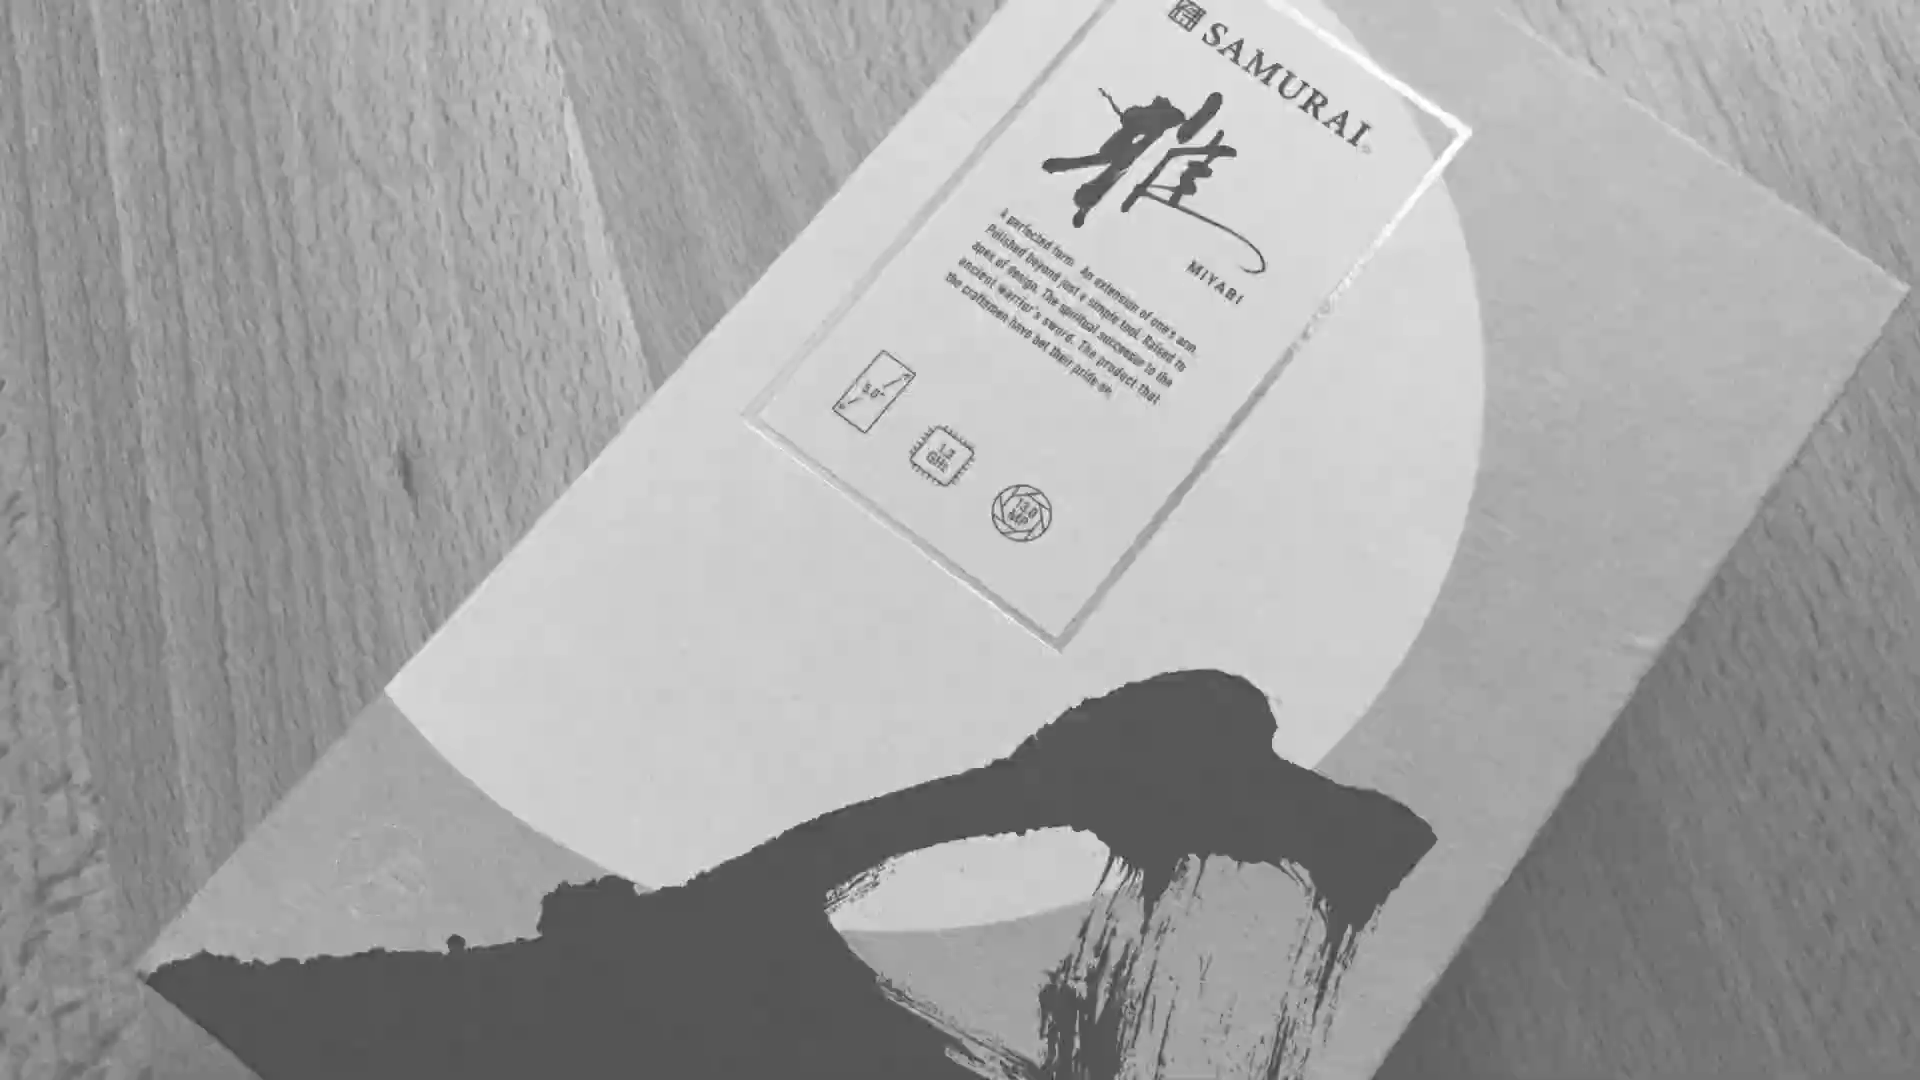 SAMURAI
雅
MIYABI
A perfected form. An extension of one's arm.
Polished beyond just a simple tool. Raised to
apex of design. The spiritual successor to the
ancient warrior's sword. The product that
the craftsmen have bet their pride on.
5.0"
1.3
GHz
13.0
MP